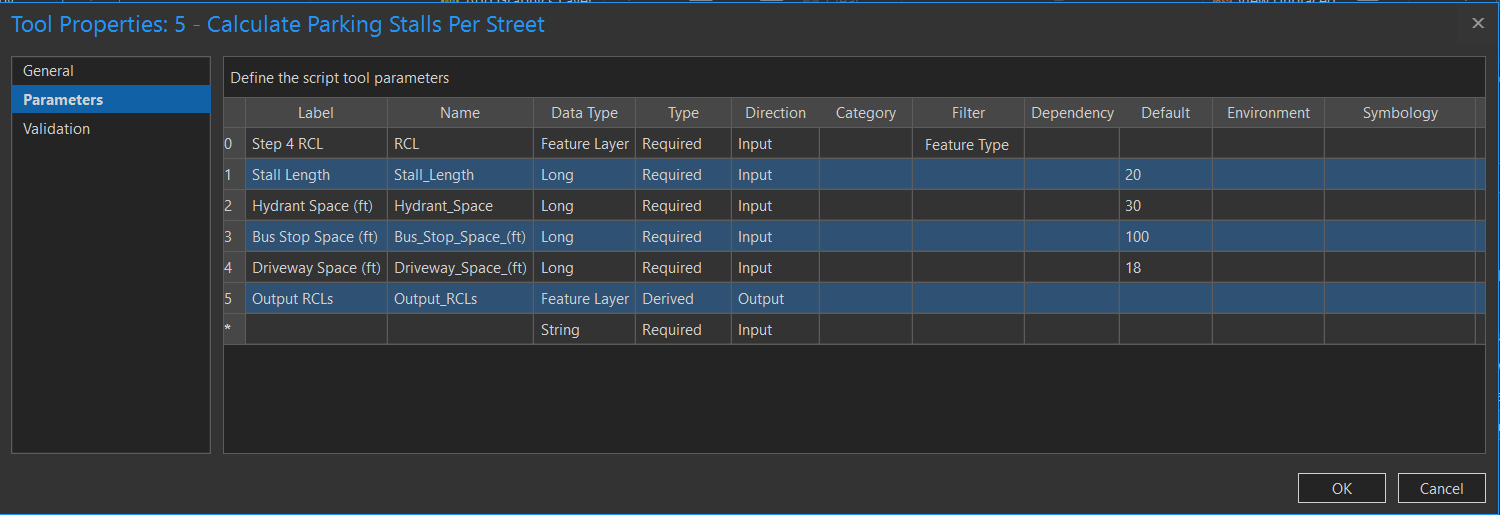 Tool Properties: 5 - Calculate Parking Stalls Per Street
General
Parameters
Validation
Define the script tool parameters
Label Name Data Type Type Direction Category Filter Dependency Default Environment Symbology
0 Step 4 RCL RCL Feature Layer Required Input Feature Type
1 Stall Length Stall_Length Long Required Input 20
2 Hydrant Space (ft) Hydrant_Space Long Required Input 30
3 Bus Stop Space (ft) Bus_Stop_Space_(ft) Long Required Input 100
4 Driveway Space (ft) Driveway_Space_(ft) Long Required Input 18
5 Output RCLs Output_RCLs Feature Layer Derived Output
* String Required Input
OK Cancel